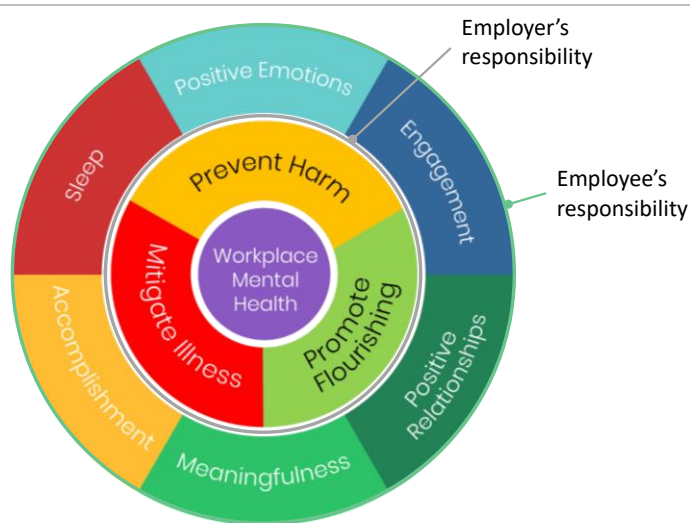 Employer's
responsibility
Employee's
responsibility
Positive Emotions
Engagement
Positive
Relationships
Meaningfulness
Accomplishment
Sleep
Prevent Harm
Promote
Flourishing
Mitigate Illness
Workplace
Mental
Health